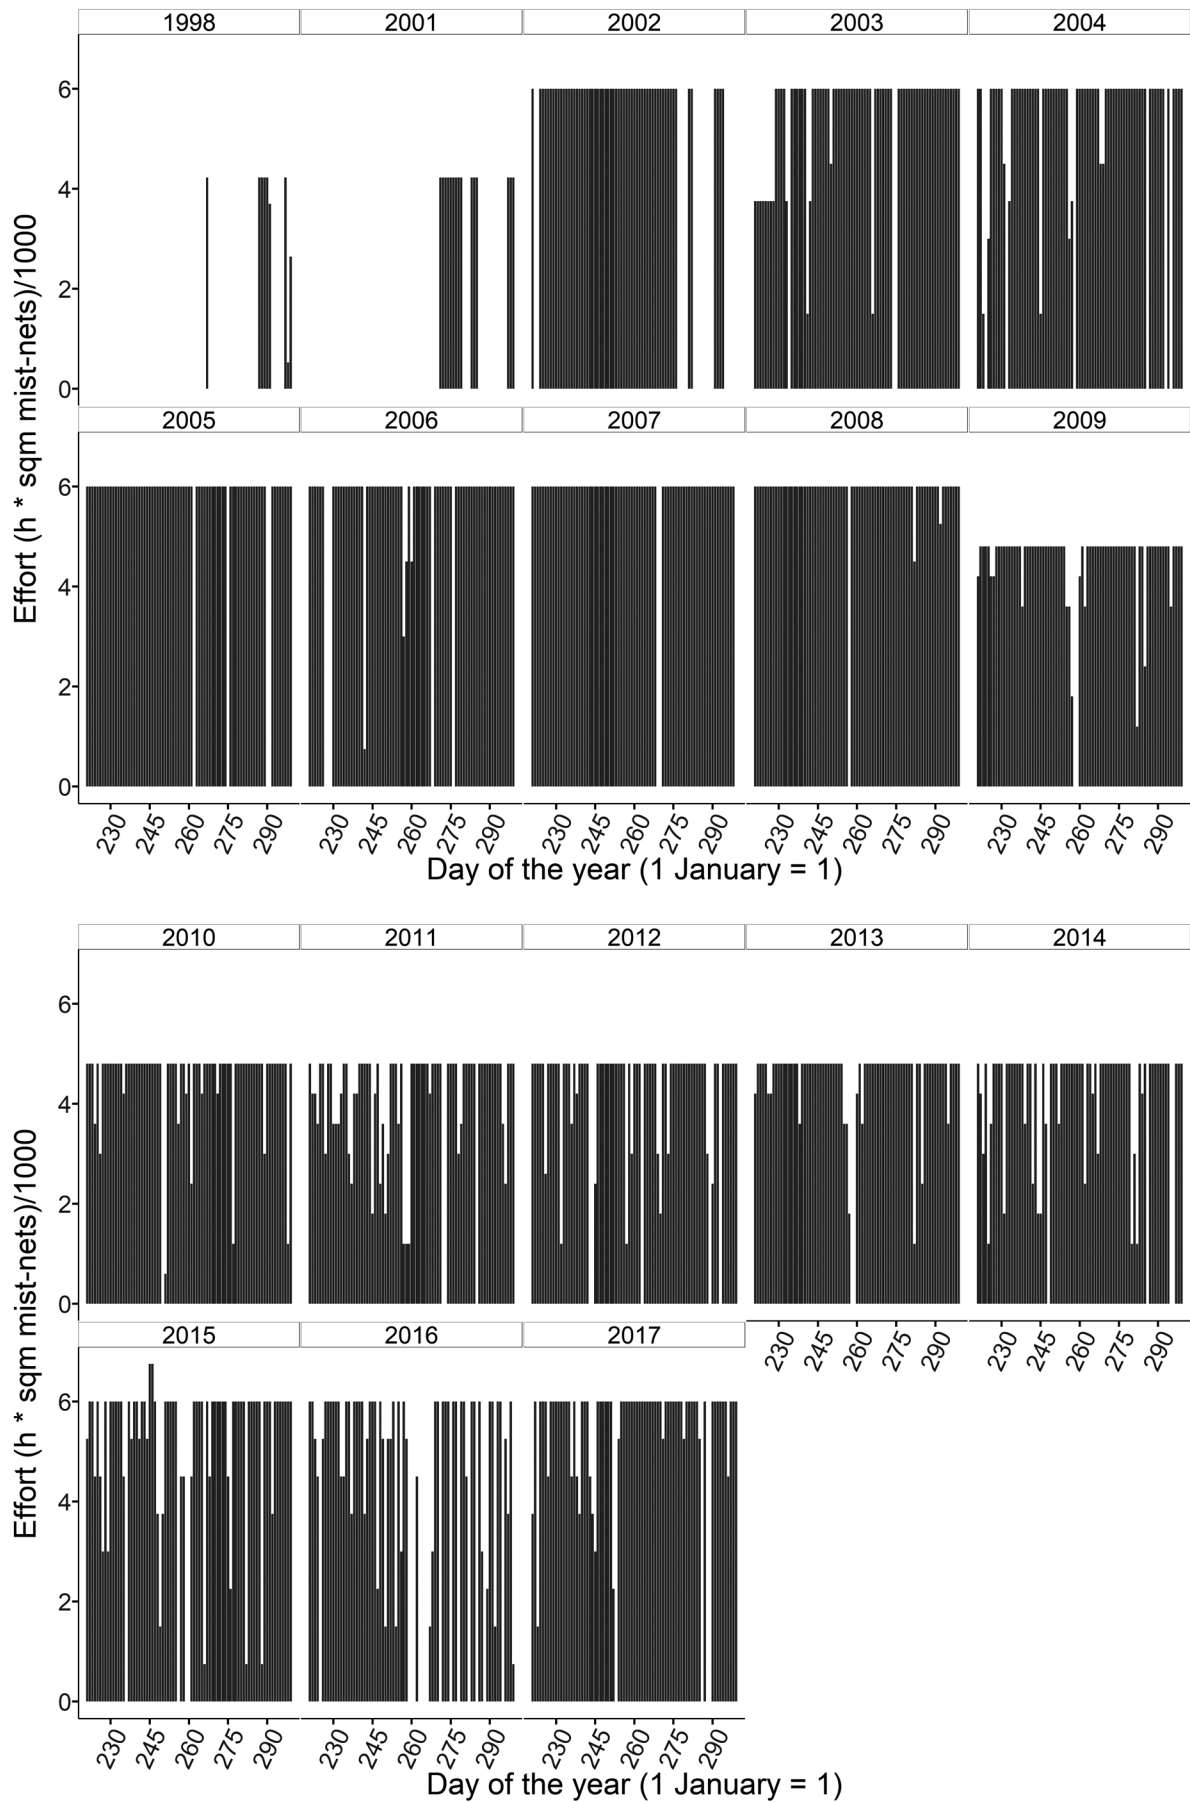 1998 2001 2002 2003 2004
6
4
2
0
2005 2006 2007 2008 2009
6
4
2
0
Effort (h * sqm mist-nets)/1000
230 245 260 275 290 230 245 260 275 290 230 245 260 275 290 230 245 260 275 290 230 245 260 275 290
Day of the year (1 January = 1)
2010 2011 2012 2013 2014
6
4
2
0
230 245 260 275 290 230 245 260 275 290
2015 2016 2017
6
4
2
0
Effort (h * sqm mist-nets)/1000
230 245 260 275 290 230 245 260 275 290 230 245 260 275 290
Day of the year (1 January = 1)